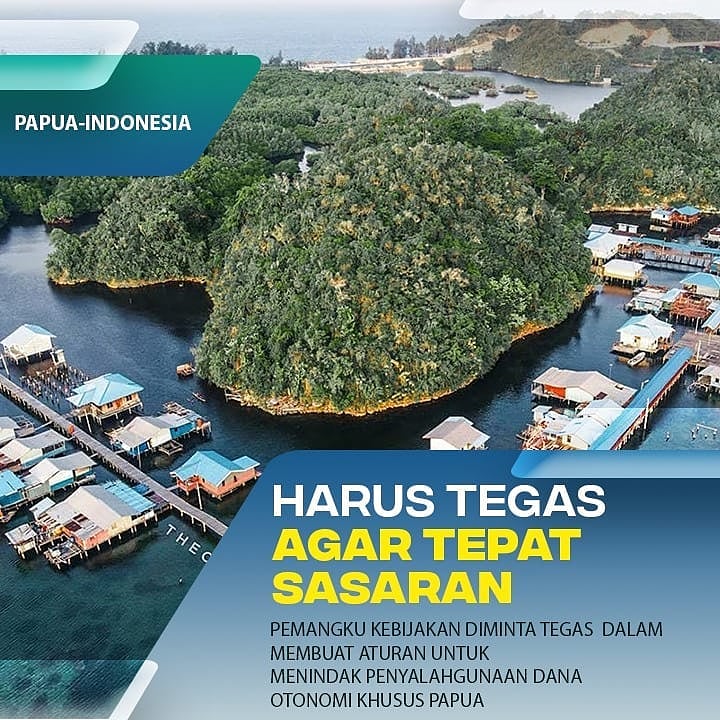 PAPUA-INDONESIA
THEO
HARUS TEGAS
AGAR TEPAT
SASARAN
PEMANGKU KEBIJAKAN DIMINTA TEGAS DALAM
MEMBUAT ATURAN UNTUK
MENINDAK PENYALAHGUNAAN DANA
OTONOMI KHUSUS PAPUA